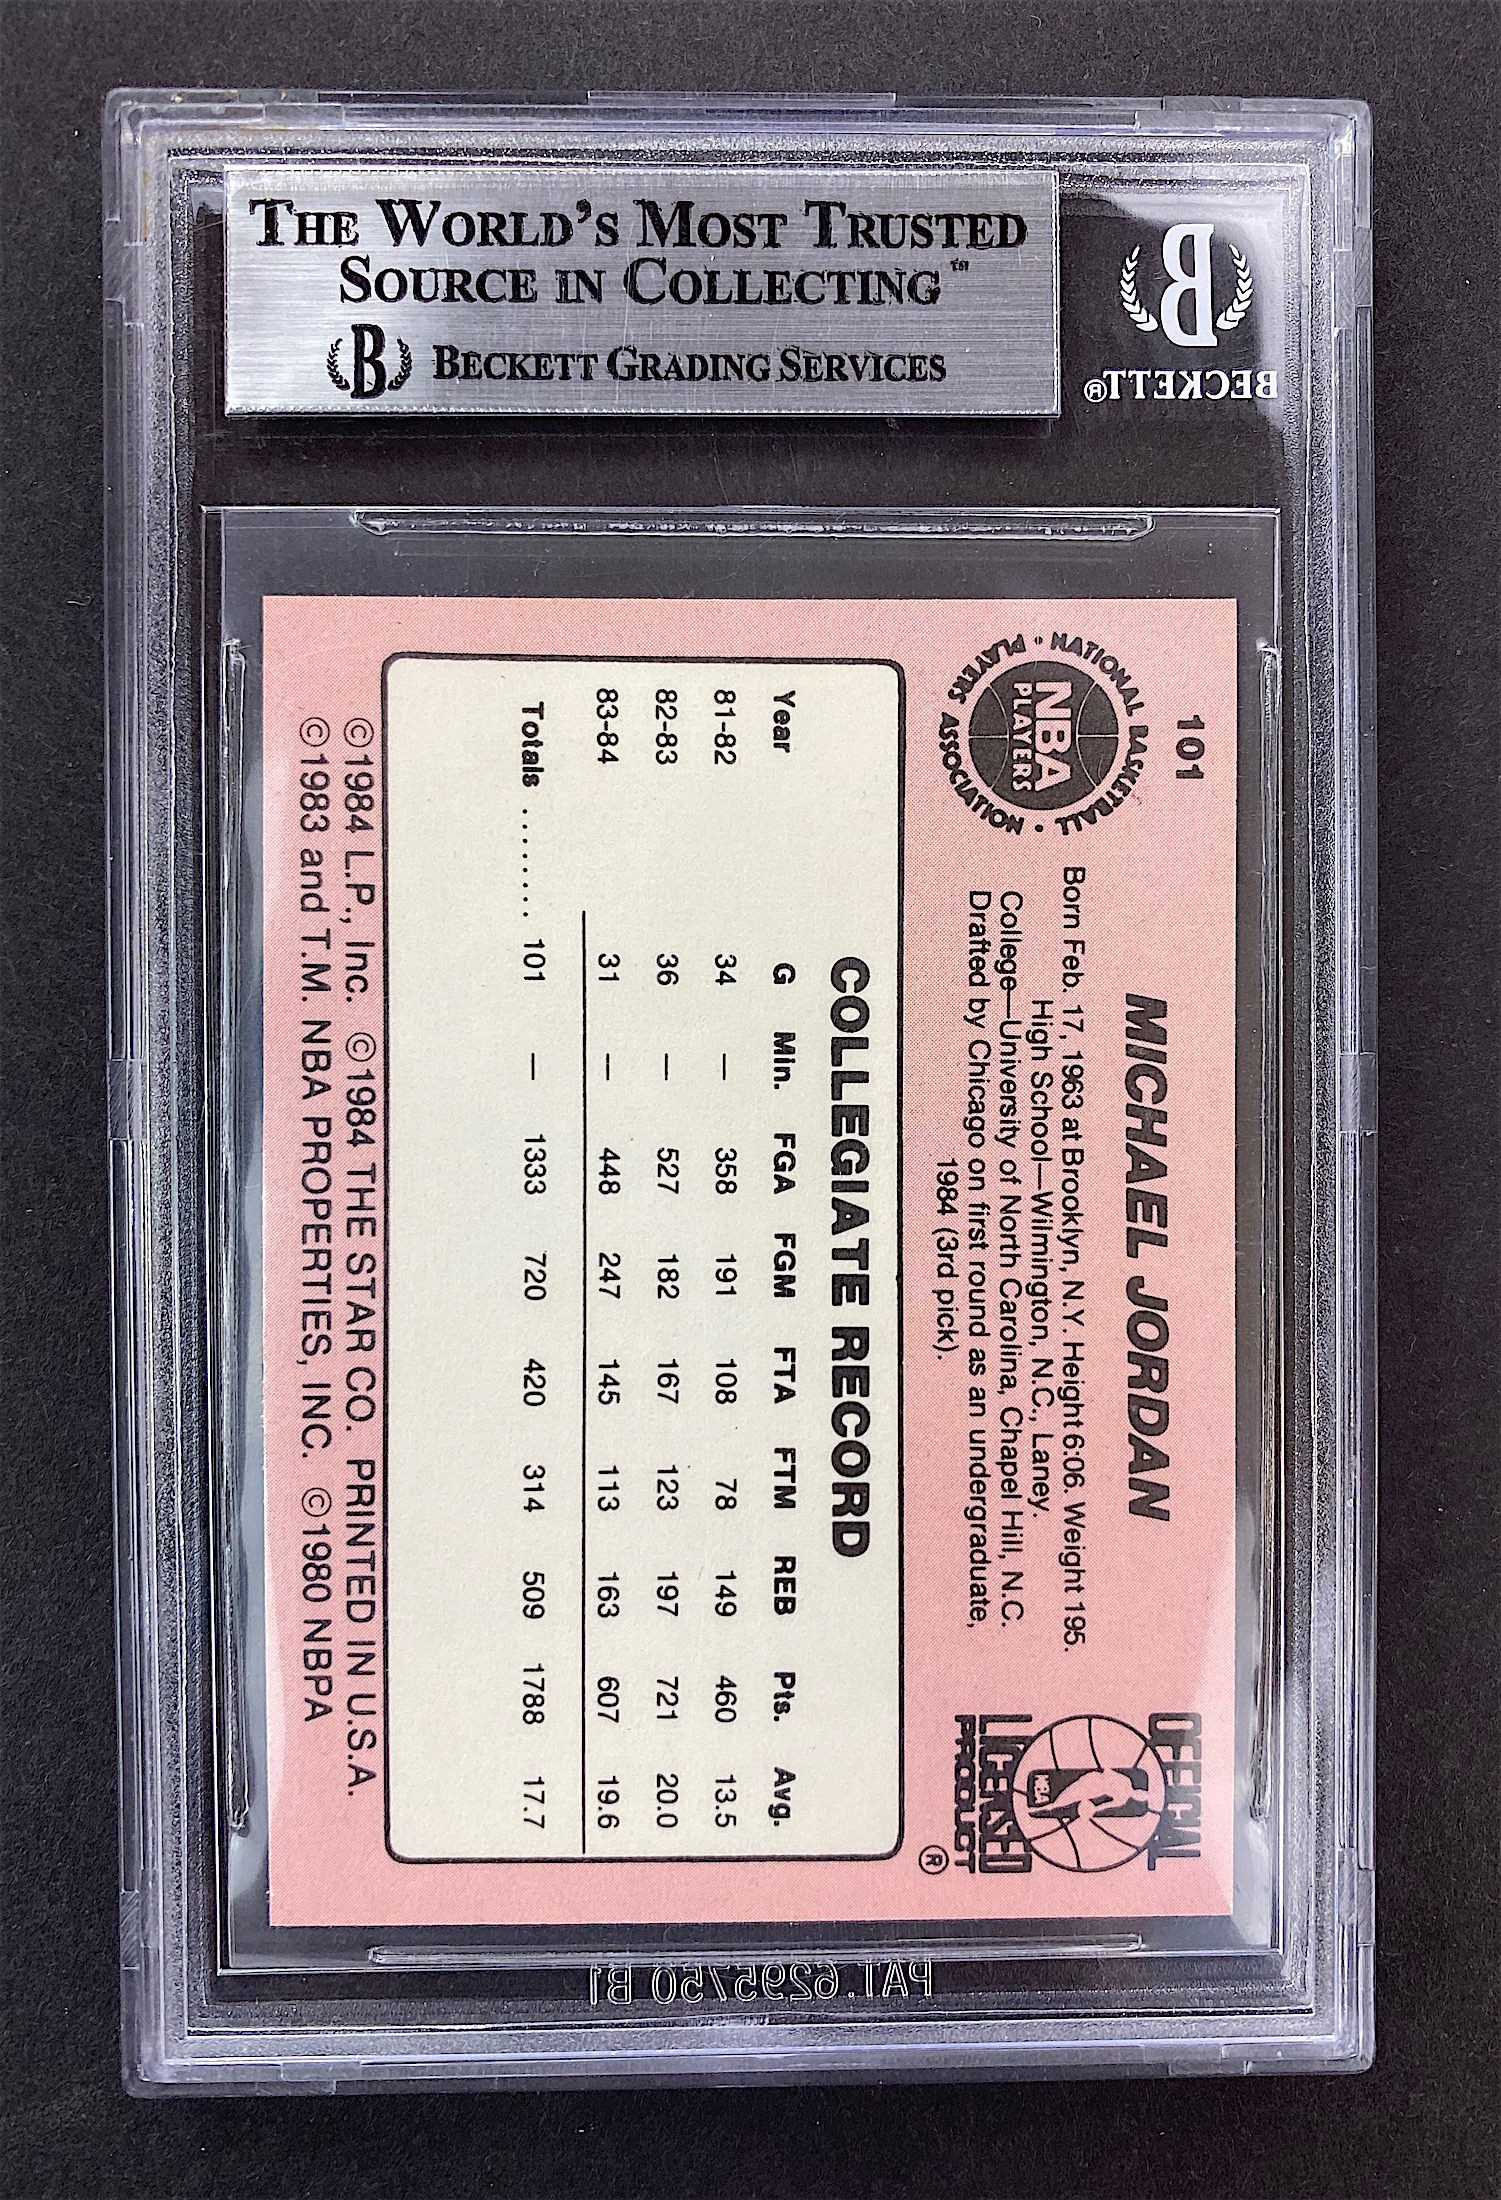 THE WORLD'S MOST TRUSTED
SOURCE IN COLLECTING™
B BECKETT GRADING SERVICES
B
BECKETT®
101
MICHAEL JORDAN
NATIONAL BASKETBALL PLAYERS ASSOCIATION
NBA
PLAYERS
Born Feb. 17, 1963 at Brooklyn, N.Y. Height 6:06. Weight 195.
High School—Wilmington, N.C., Laney.
College—University of North Carolina, Chapel Hill, N.C.
Drafted by Chicago on first round as an undergraduate,
1984 (3rd pick).
OFFICIAL
NBA
LICENSED
PRODUCT
®
COLLEGIATE RECORD
Year G Min. FGA FGM FTA FTM REB Pts. Avg.
81-82 34 — 358 191 108 78 149 460 13.5
82-83 36 — 527 182 167 123 197 721 20.0
83-84 31 — 448 247 145 113 163 607 19.6
Totals ........ 101 — 1333 720 420 314 509 1788 17.7
©1984 L.P., Inc. ©1984 THE STAR CO. PRINTED IN U.S.A.
©1983 and T.M. NBA PROPERTIES, INC. ©1980 NBPA
PAT. 6295750 B1